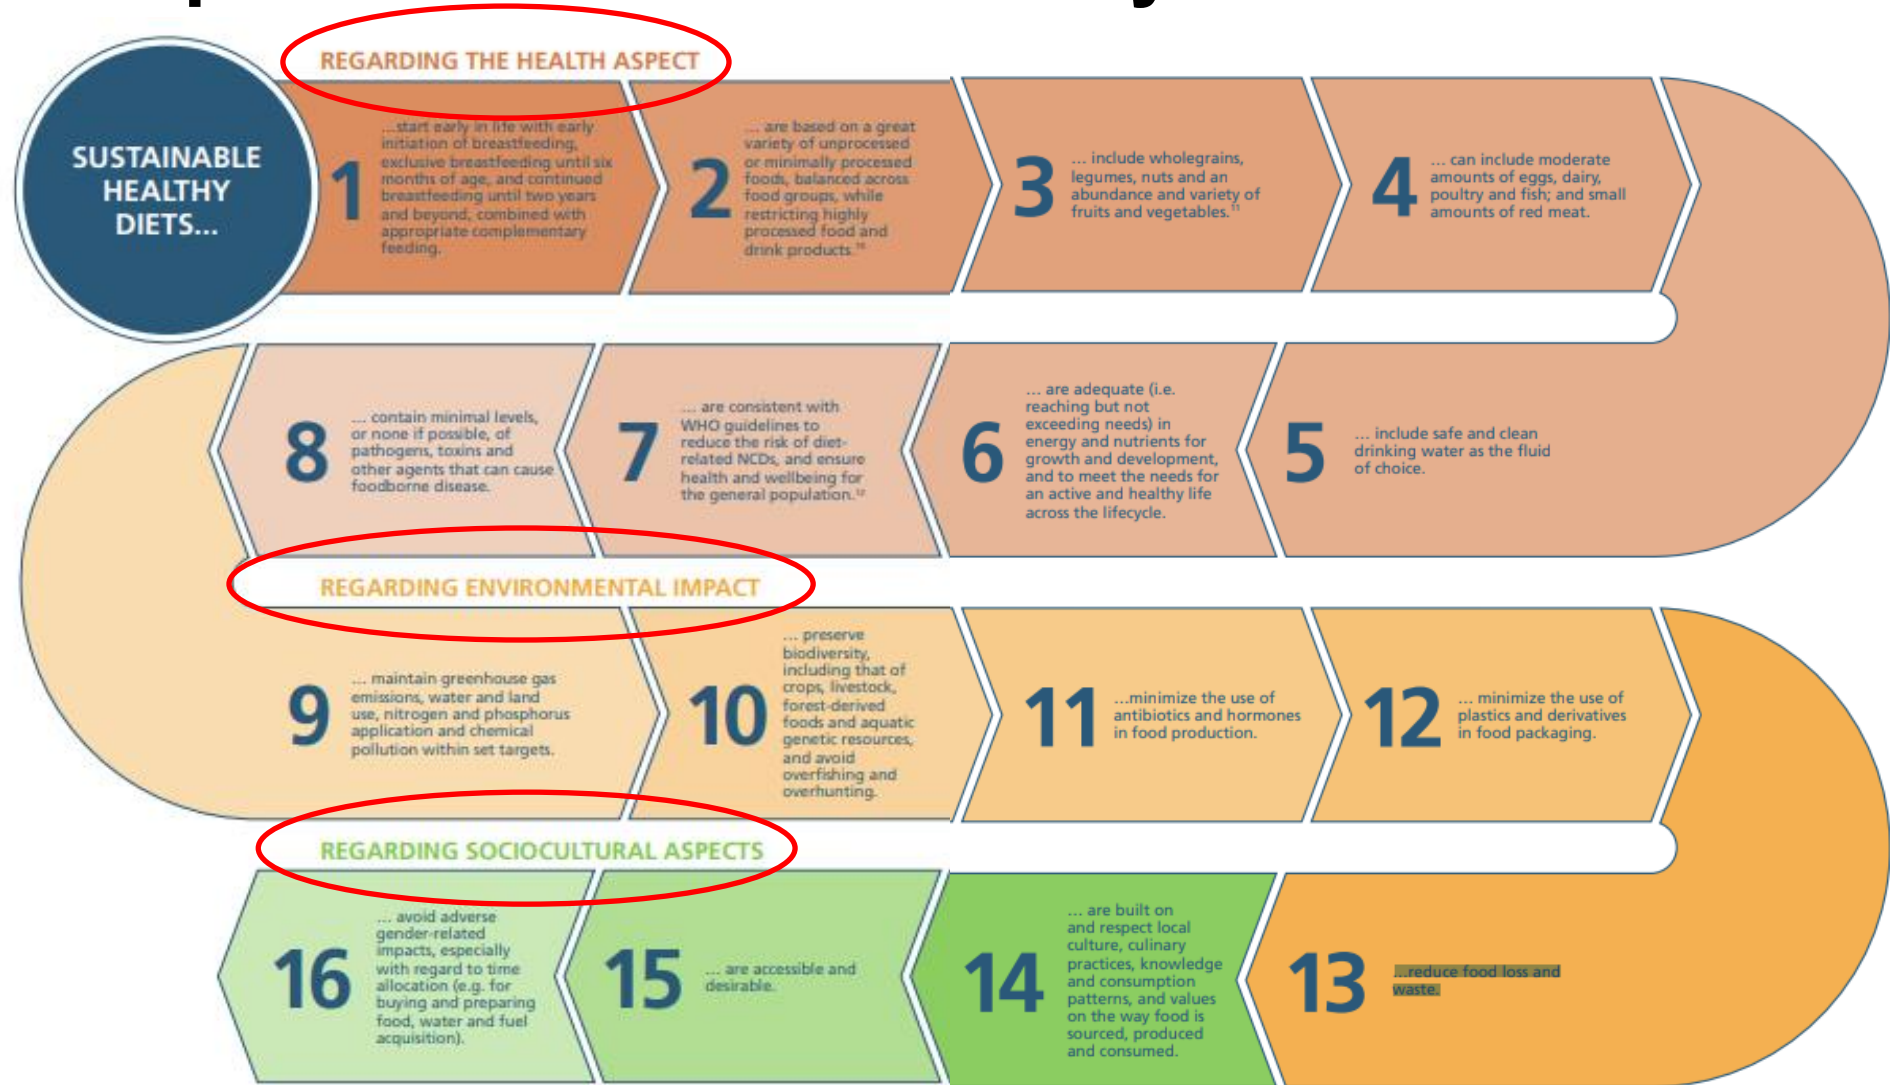 REGARDING THE HEALTH ASPECT
SUSTAINABLE
HEALTHY
DIETS...
1
...start early in life with early
initiation of breastfeeding,
exclusive breastfeeding until six
months of age, and continued
breastfeeding until two years
and beyond, combined with
appropriate complementary
feeding.
2
... are based on a great
variety of unprocessed
or minimally processed
foods, balanced across
food groups, while
restricting highly
processed food and
drink products.¹⁰
3
... include wholegrains,
legumes, nuts and an
abundance and variety of
fruits and vegetables.¹¹
4
... can include moderate
amounts of eggs, dairy,
poultry and fish; and small
amounts of red meat.
5
... include safe and clean
drinking water as the fluid
of choice.
6
... are adequate (i.e.
reaching but not
exceeding needs) in
energy and nutrients for
growth and development,
and to meet the needs for
an active and healthy life
across the lifecycle.
7
... are consistent with
WHO guidelines to
reduce the risk of diet-
related NCDs, and ensure
health and wellbeing for
the general population.¹²
8
... contain minimal levels,
or none if possible, of
pathogens, toxins and
other agents that can cause
foodborne disease.
REGARDING ENVIRONMENTAL IMPACT
9
... maintain greenhouse gas
emissions, water and land
use, nitrogen and phosphorus
application and chemical
pollution within set targets.
10
... preserve
biodiversity,
including that of
crops, livestock,
forest-derived
foods and aquatic
genetic resources,
and avoid
overfishing and
overhunting.
11
...minimize the use of
antibiotics and hormones
in food production.
12
... minimize the use of
plastics and derivatives
in food packaging.
13
...reduce food loss and
waste.
REGARDING SOCIOCULTURAL ASPECTS
14
... are built on
and respect local
culture, culinary
practices, knowledge
and consumption
patterns, and values
on the way food is
sourced, produced
and consumed.
15
... are accessible and
desirable.
16
... avoid adverse
gender-related
impacts, especially
with regard to time
allocation (e.g. for
buying and preparing
food, water and fuel
acquisition).